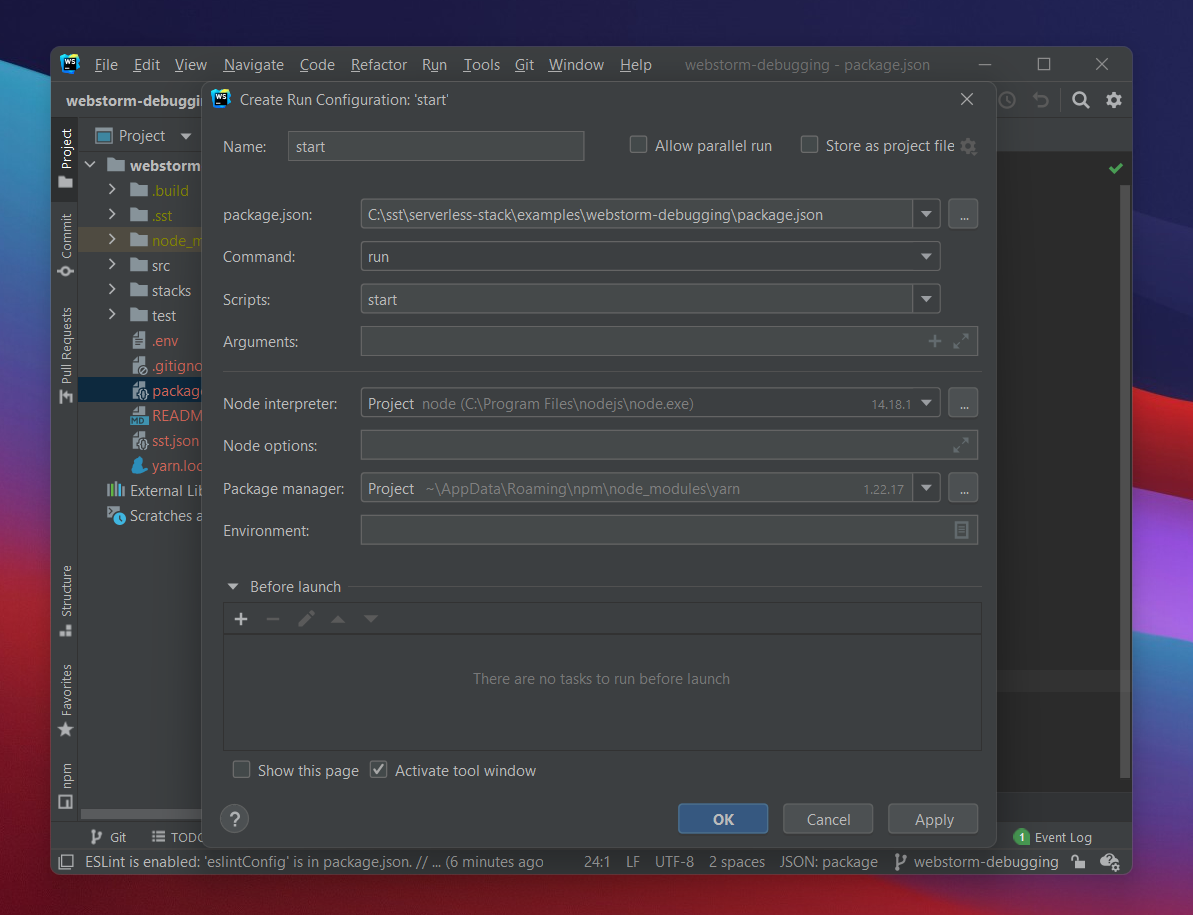 WS File Edit View Navigate Code Refactor Run Tools Git Window Help webstorm-debugging - package.json
webstorm-debuggi
WS Create Run Configuration: 'start'
Project
Commit
Pull Requests
Structure
Favorites
npm
Project
webstorm
.build
.sst
node_m
src
stacks
test
.env
.gitigno
package
MD README
sst.json
yarn.loc
External Lib
Scratches a
Name: start Allow parallel run Store as project file
package.json: C:\sst\serverless-stack\examples\webstorm-debugging\package.json ...
Command: run
Scripts: start
Arguments:
Node interpreter: Project node (C:\Program Files\nodejs\node.exe) 14.18.1 ...
Node options:
Package manager: Project ~\AppData\Roaming\npm\node_modules\yarn 1.22.17 ...
Environment:
Before launch
There are no tasks to run before launch
Show this page Activate tool window
? OK Cancel Apply
Git TODO 1 Event Log
ESLint is enabled: 'eslintConfig' is in package.json. // ... (6 minutes ago 24:1 LF UTF-8 2 spaces JSON: package webstorm-debugging